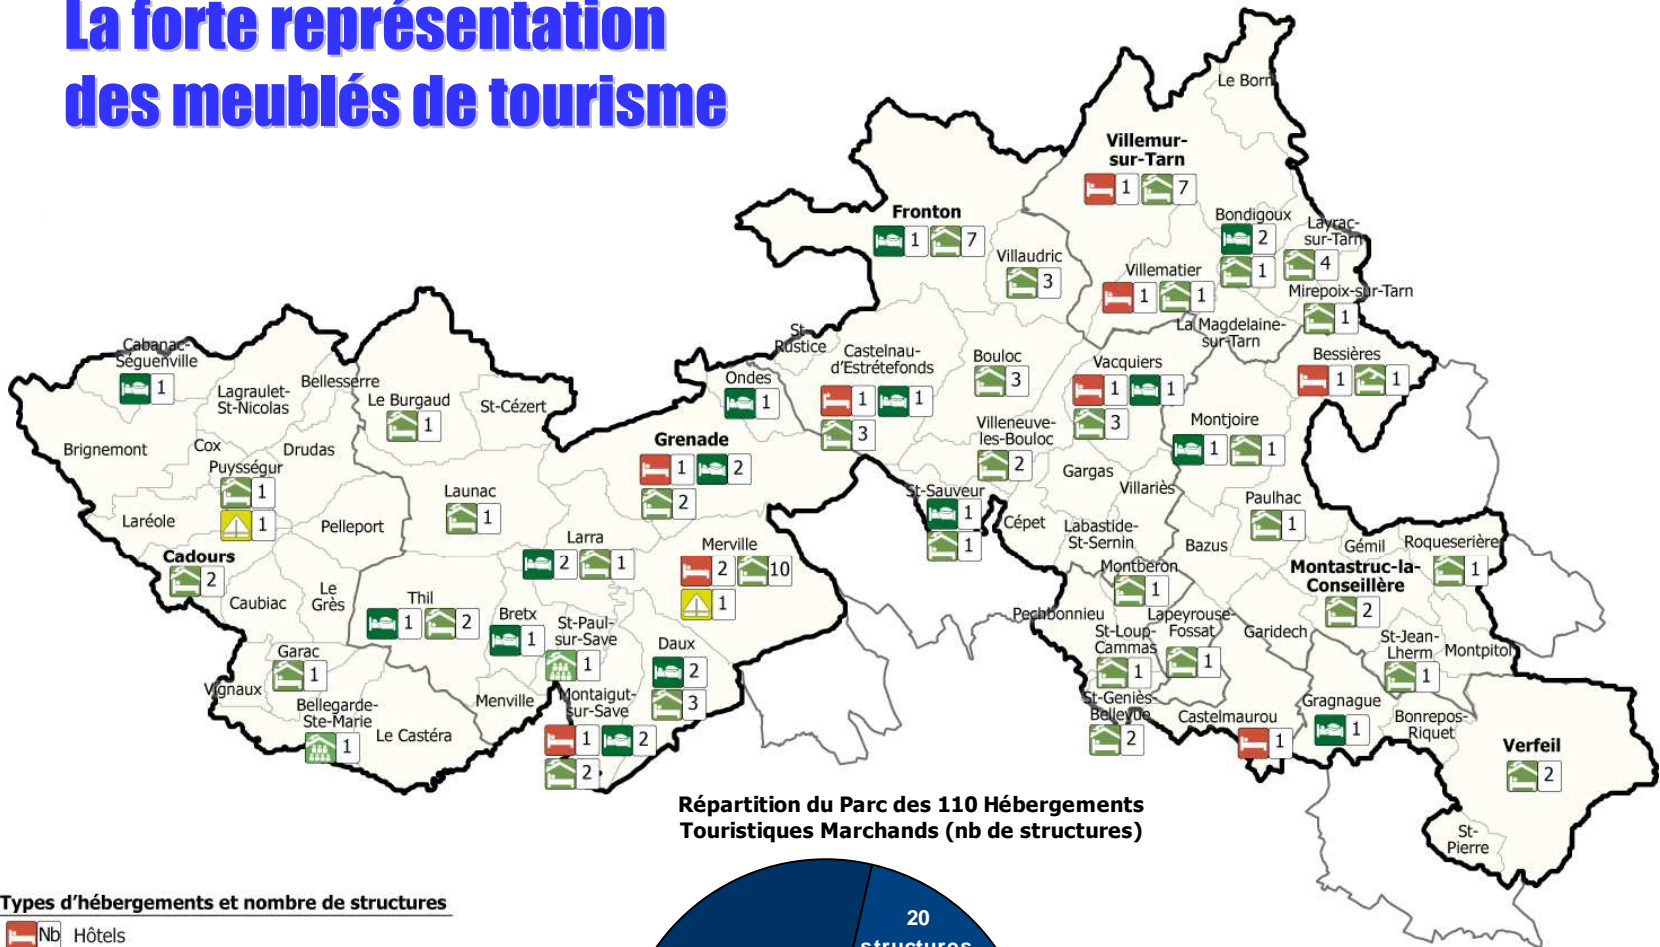 La forte représentation
des meublés de tourisme
Le Born
Villemur-
sur-Tarn
1 7
Fronton
1 7
Bondigoux
2
1
Layrac-
sur-Tarn
4
Villaudric
3
Villematier
1 1
Mirepoix-sur-Tarn
1
La Magdelaine-
sur-Tarn
St-
Rustice
Castelnau-
d'Estrétefonds
1 1
3
Bouloc
3
Vacquiers
1 1
3
Bessières
1 1
Cabanac-
Séguenville
1
Lagraulet-
St-Nicolas
Bellesserre
Le Burgaud
1
St-Cézert
Ondes
1
Brignemont
Cox
Drudas
Grenade
1 2
2
Villeneuve-
les-Bouloc
2
Montjoire
1 1
Puysségur
1
1
Gargas
Villariès
Launac
1
St-Sauveur
1
1
Cépet
Labastide-
St-Sernin
Paulhac
1
Laréole
Pelleport
Larra
2 1
Merville
2 10
1
Bazus
Gémil
Roqueserière
1
Cadours
2
Montberon
1
Montastruc-la-
Conseillère
2
Caubiac
Le
Grès
Thil
1 2
Bretx
1
St-Paul-
sur-Save
1
Pechbonnieu
Lapeyrouse-
Fossat
1
St-Loup-
Cammas
1
Garidech
St-Jean-
Lherm
1
Montpitol
Daux
2
3
Garac
1
Vignaux
Bellegarde-
Ste-Marie
1
Le Castéra
Menville
Montaigut-
sur-Save
1 2
2
St-Geniès-
Bellevue
2
Castelmaurou
1
Gragnague
1
Bonrepos-
Riquet
Verfeil
2
St-
Pierre
Répartition du Parc des 110 Hébergements
Touristiques Marchands (nb de structures)
20
structures
Types d'hébergements et nombre de structures
Nb Hôtels